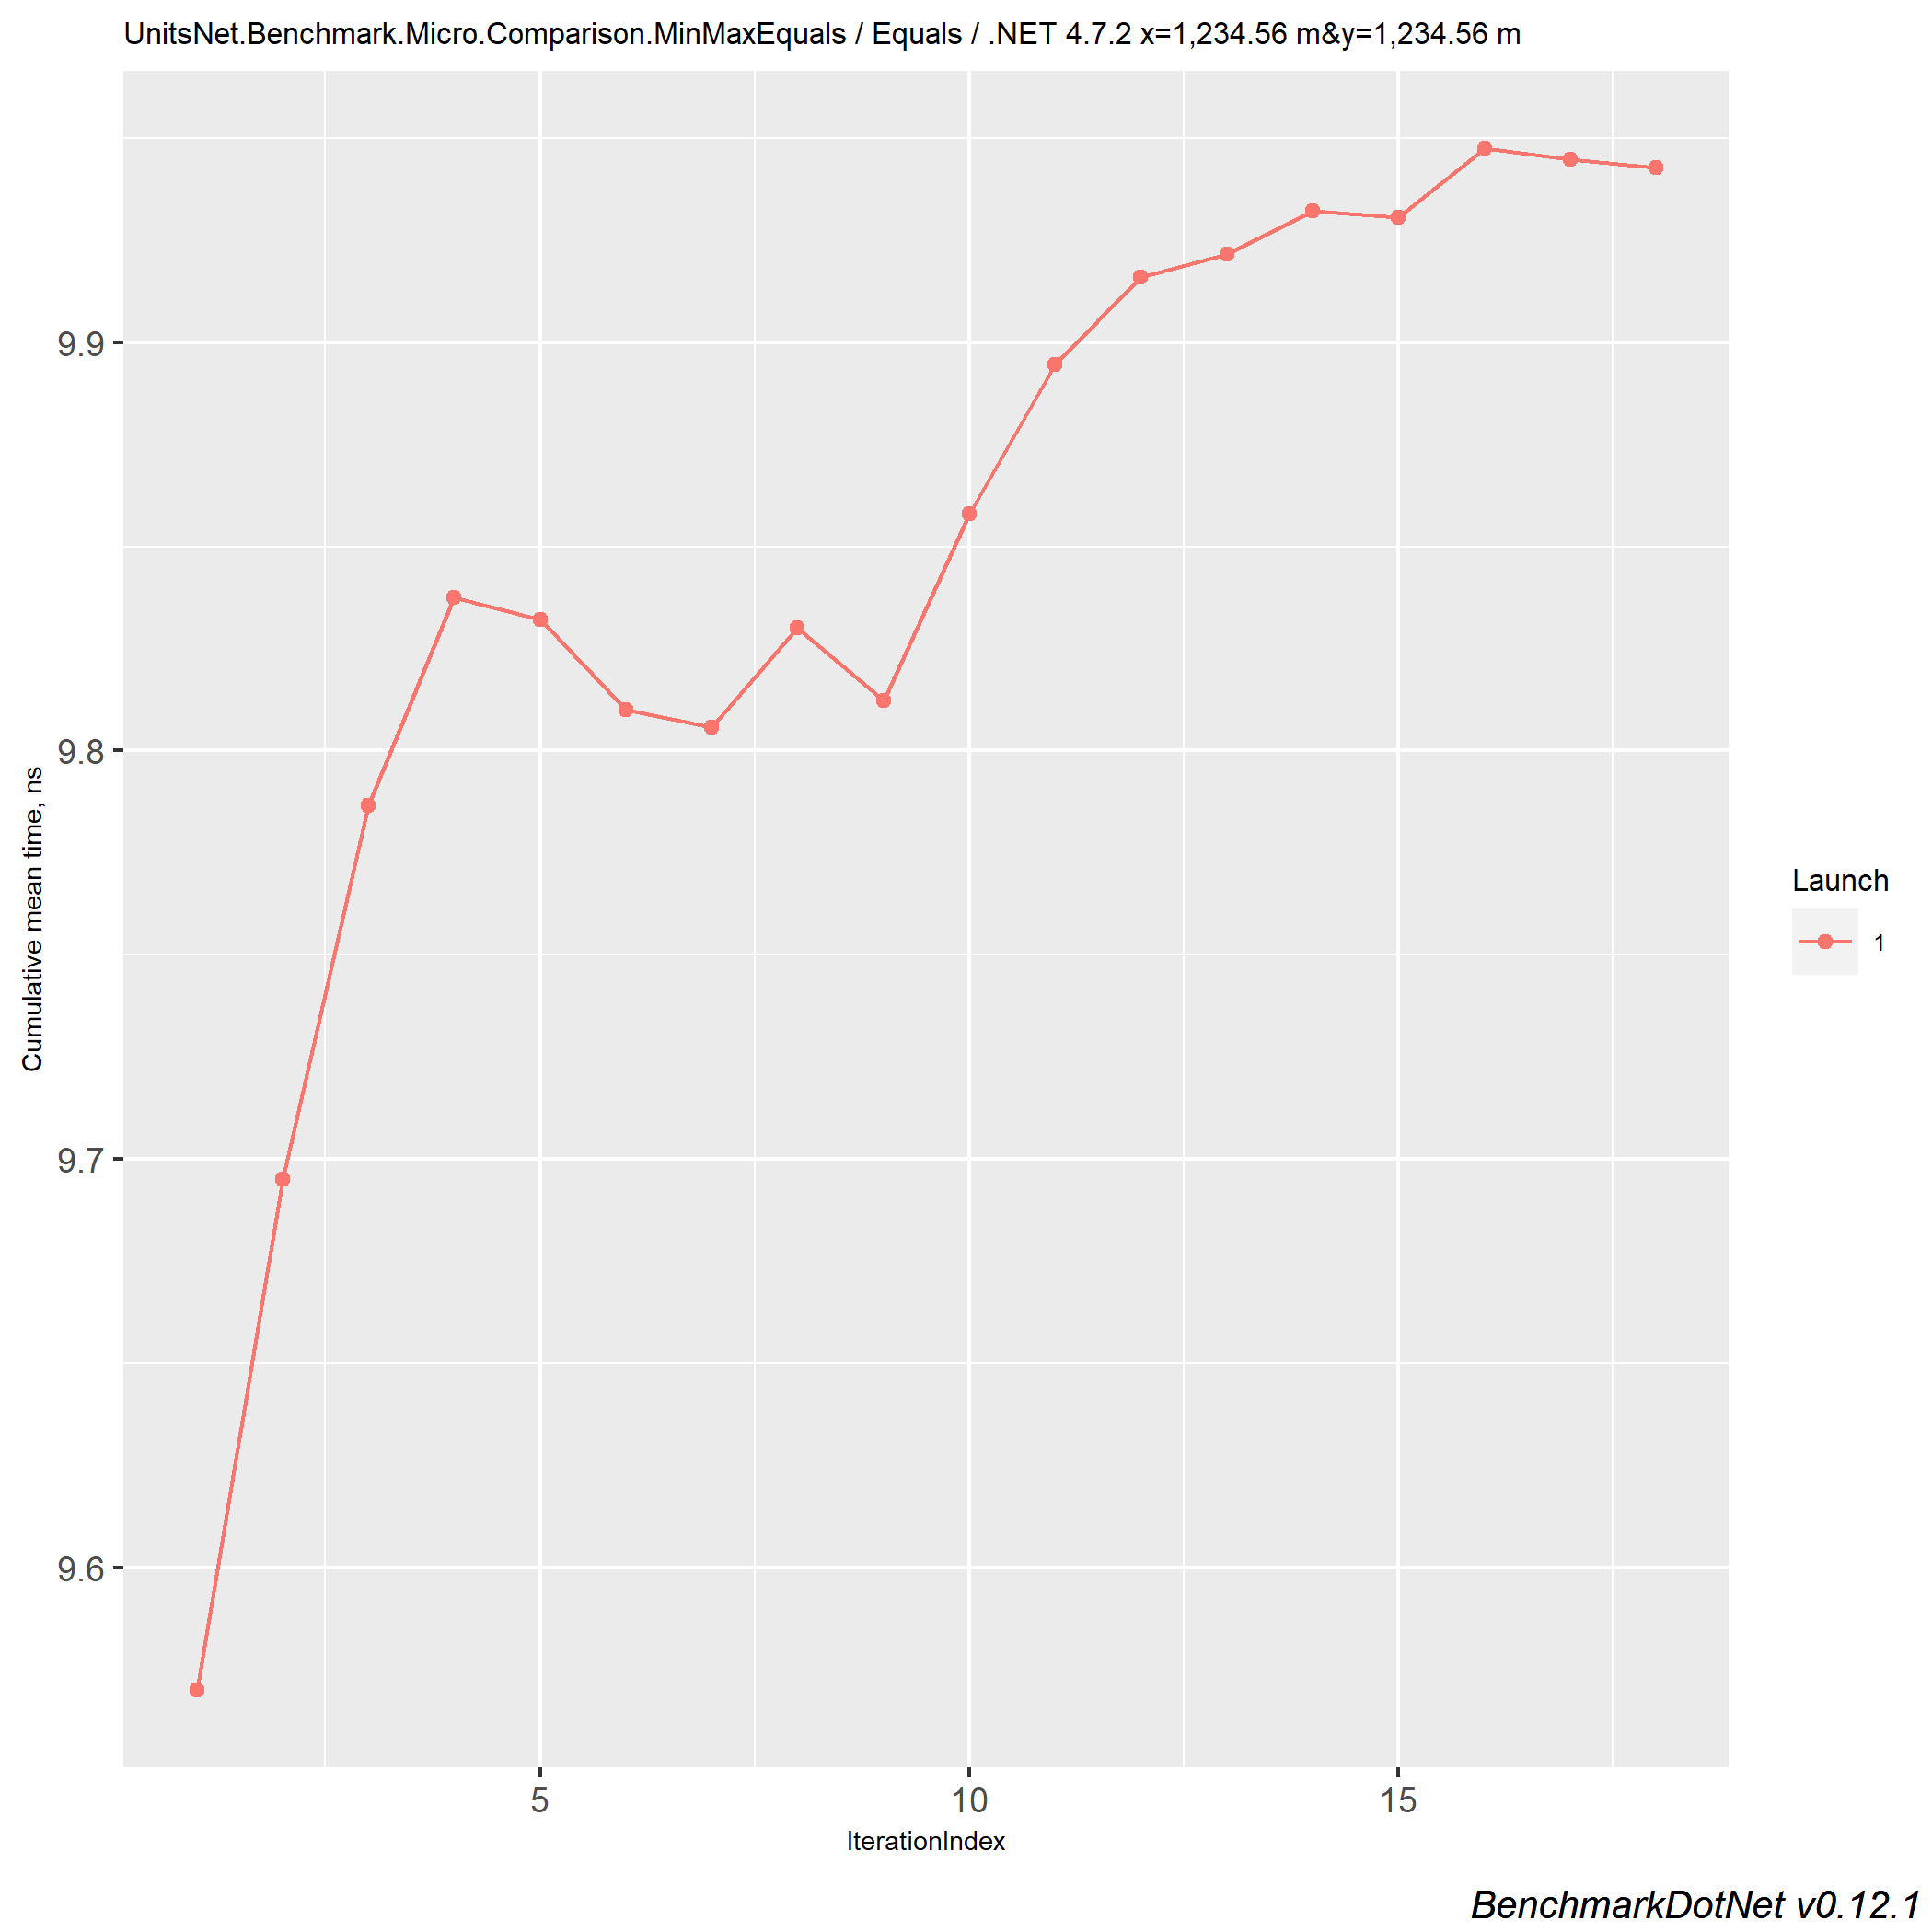 UnitsNet.Benchmark.Micro.Comparison.MinMaxEquals / Equals / .NET 4.7.2 x=1,234.56 m&y=1,234.56 m
9.9
9.8
9.7
9.6
Cumulative mean time, ns
5
10
15
IterationIndex
Launch
1
BenchmarkDotNet v0.12.1